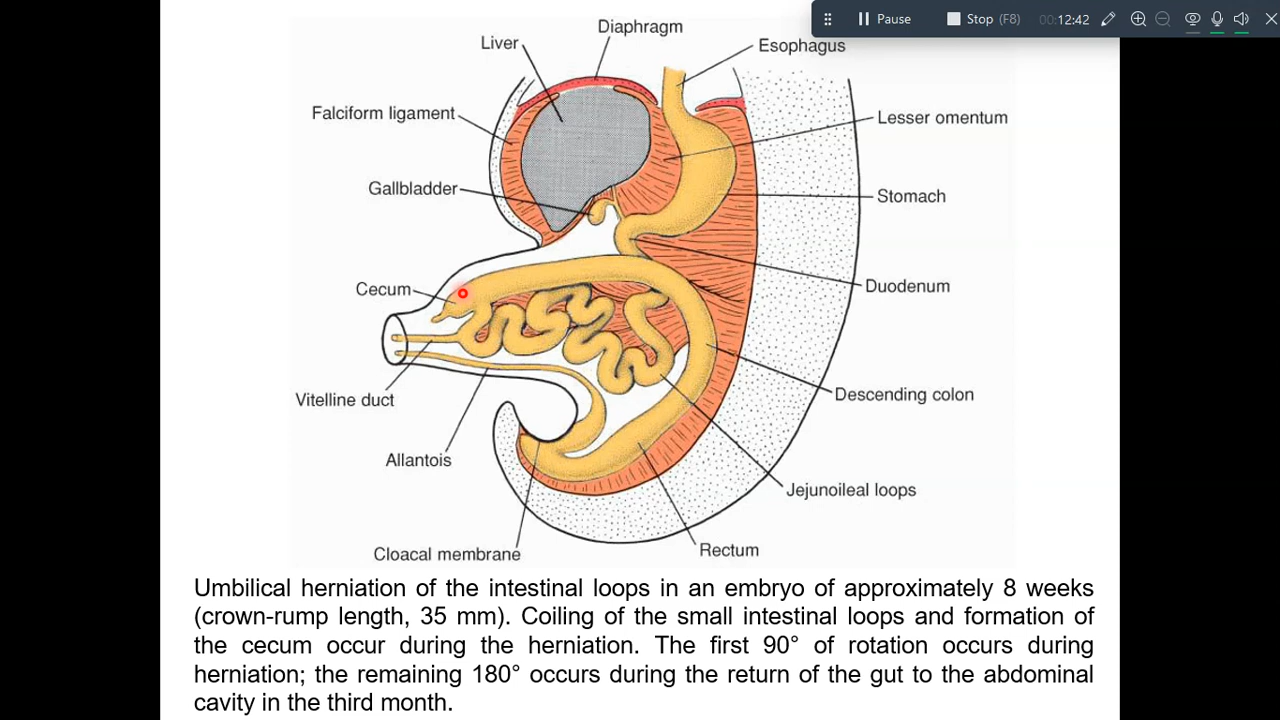 Pause
Stop (F8)
00:12:42
Diaphragm
Liver
Esophagus
Falciform ligament
Lesser omentum
Gallbladder
Stomach
Cecum
Duodenum
Vitelline duct
Descending colon
Allantois
Jejunoileal loops
Cloacal membrane
Rectum
Umbilical herniation of the intestinal loops in an embryo of approximately 8 weeks
(crown-rump length, 35 mm). Coiling of the small intestinal loops and formation of
the cecum occur during the herniation. The first 90° of rotation occurs during
herniation; the remaining 180° occurs during the return of the gut to the abdominal
cavity in the third month.